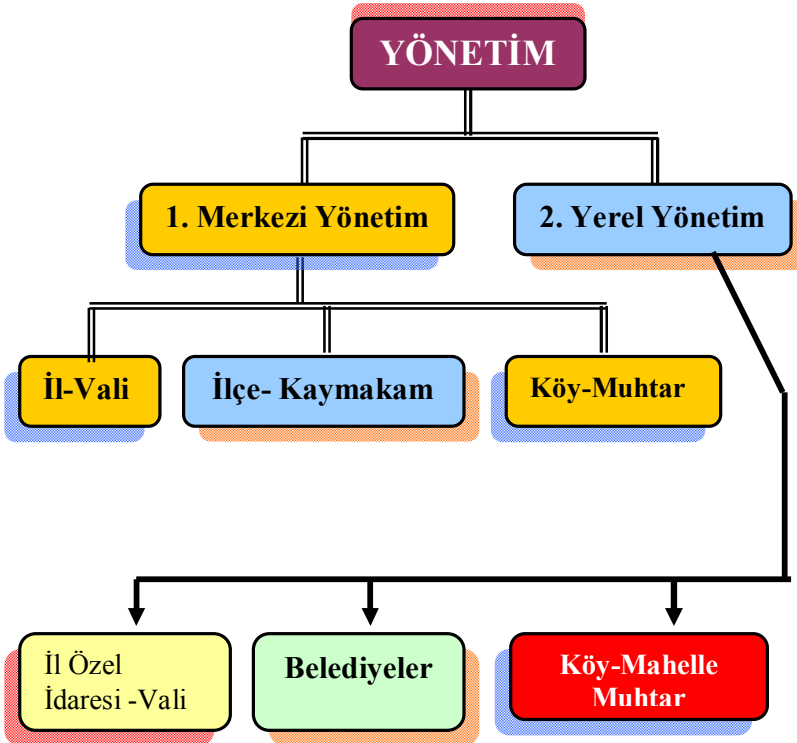 YÖNETİM
1. Merkezi Yönetim
2. Yerel Yönetim
İl-Vali
İlçe- Kaymakam
Köy-Muhtar
İl Özel
İdaresi -Vali
Belediyeler
Köy-Mahelle
Muhtar